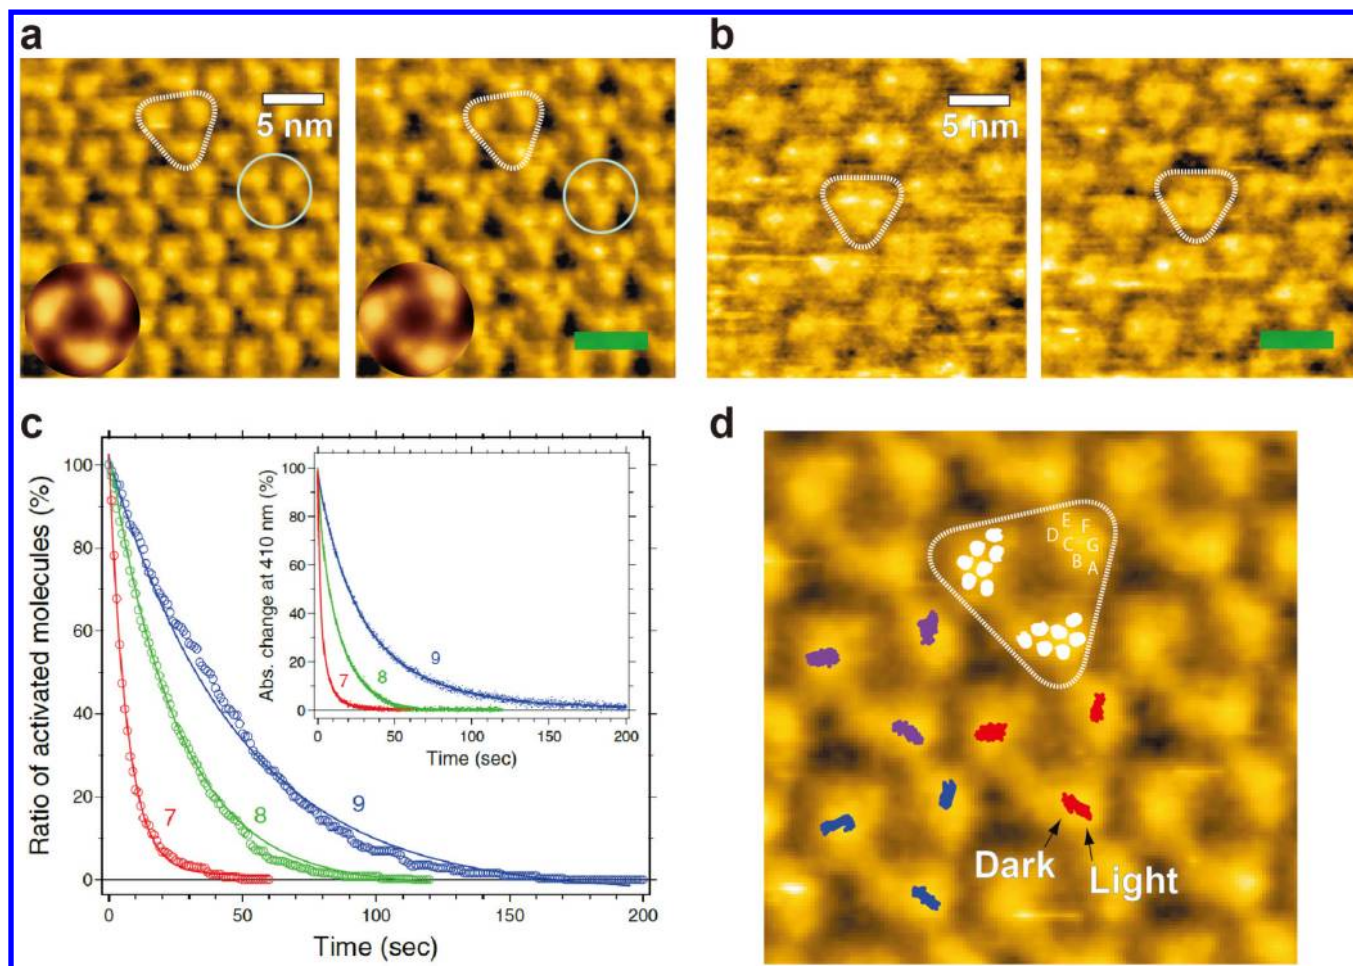 a
5 nm
b
5 nm
c
Ratio of activated molecules (%)
100
80
60
40
20
0
0
50
100
150
200
Time (sec)
7
8
9
Abs. change at 410 nm (%)
100
80
60
40
20
0
0
50
100
150
200
Time (sec)
7
8
9
d
E
F
D
C
G
B
A
Dark
Light